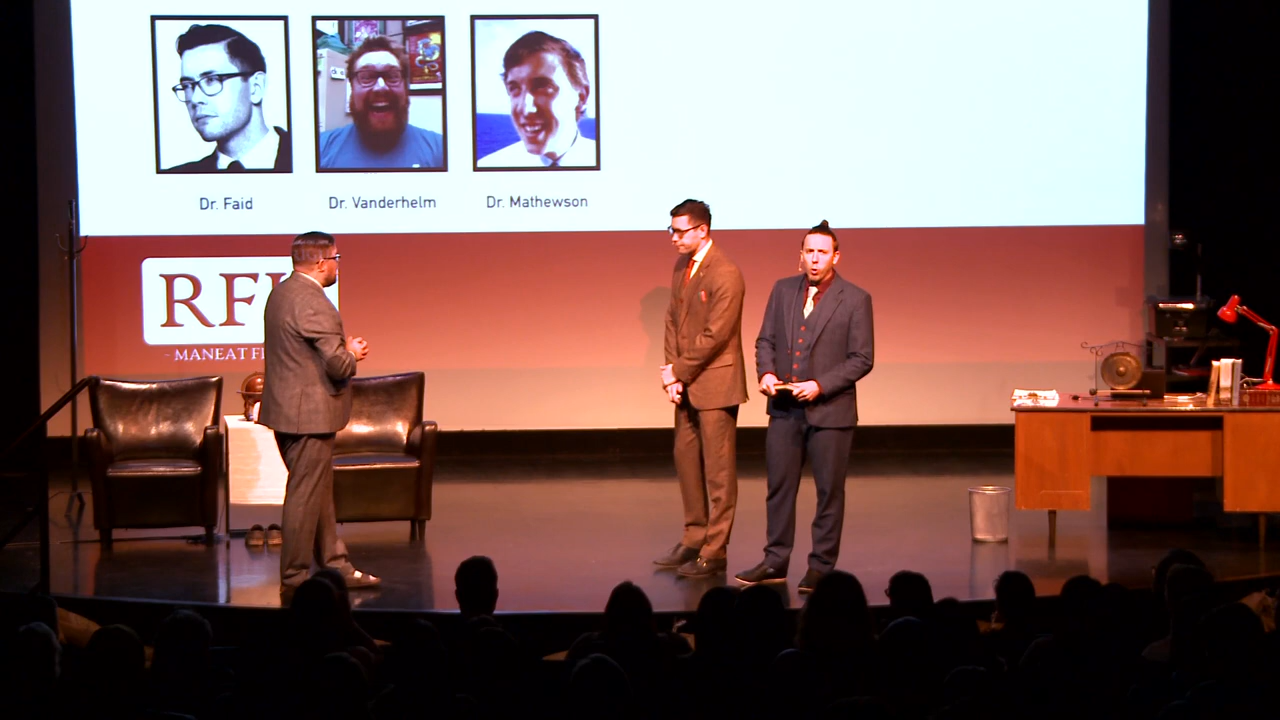 Dr. Faid
Dr. Vanderhelm
Dr. Mathewson
RF
- MANEAT